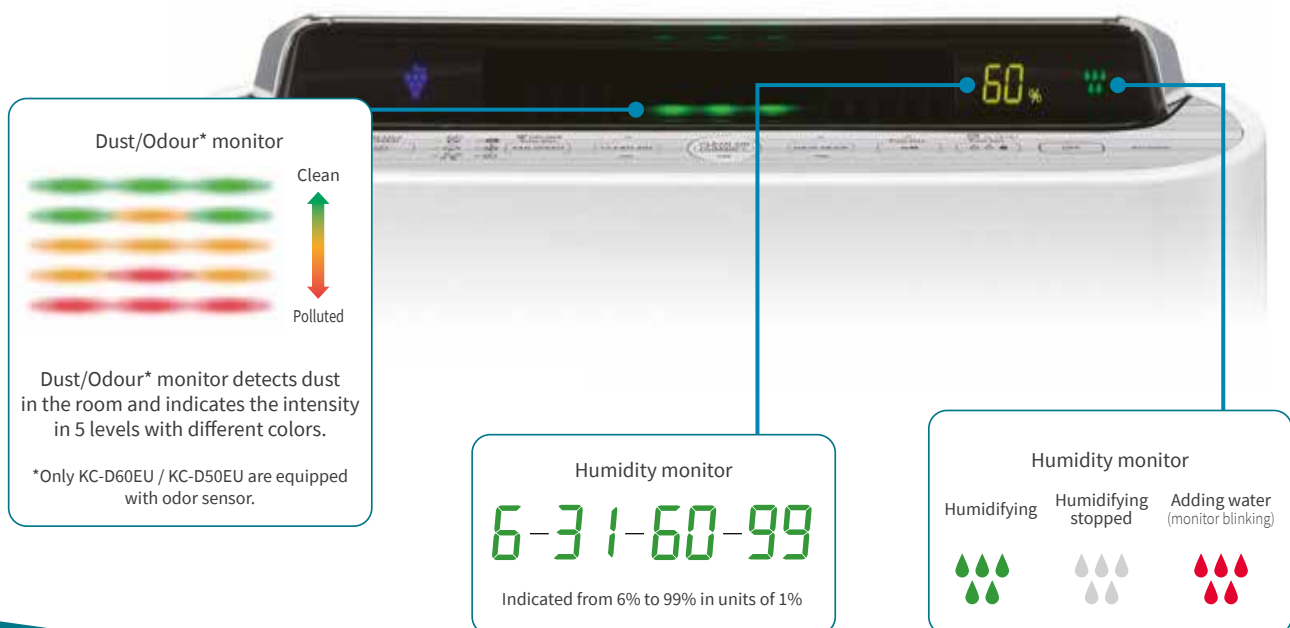 60%
Dust/Odour* monitor
Clean
Polluted
Dust/Odour* monitor detects dust
in the room and indicates the intensity
in 5 levels with different colors.
*Only KC-D60EU / KC-D50EU are equipped
with odor sensor.
Humidity monitor
6-31-60-99
Indicated from 6% to 99% in units of 1%
Humidity monitor
Humidifying
Humidifying
stopped
Adding water
(monitor blinking)